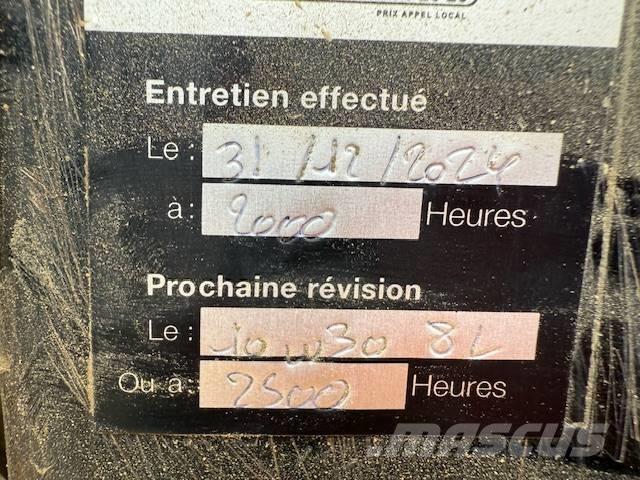 PRIX APPEL LOCAL
Entretien effectué
Le : 31/12/2024
à : 2000 Heures
Prochaine révision
Le : 10W30 8L
Ou à : 2500 Heures
MASCUS